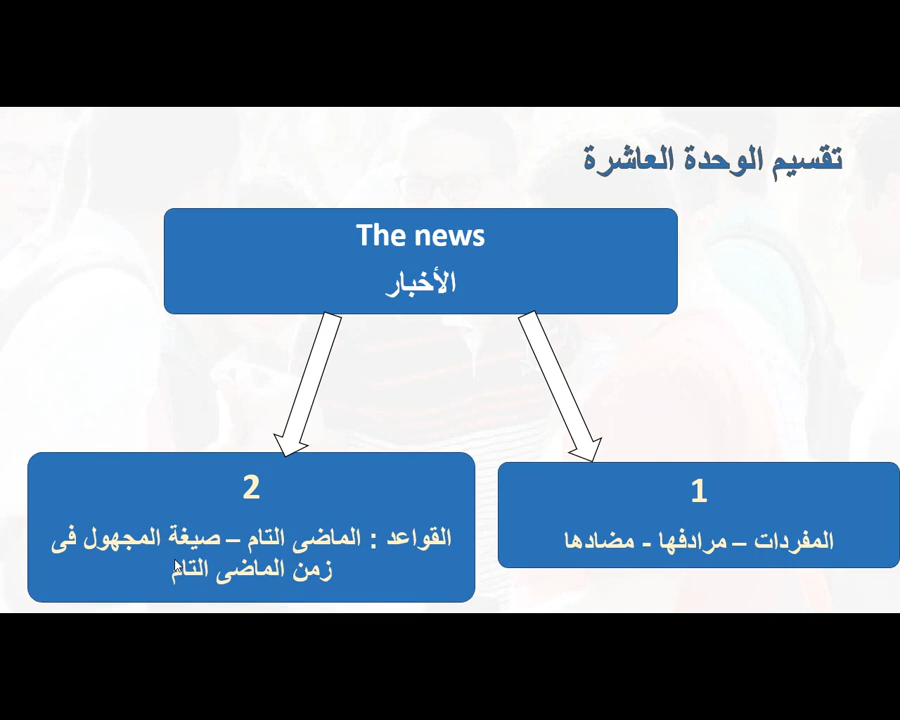 تقسيم الوحدة العاشرة
The news
الأخبار
1
المفردات – مرادفها - مضادها
2
القواعد : الماضى التام – صيغة المجهول فى
زمن الماضى التام